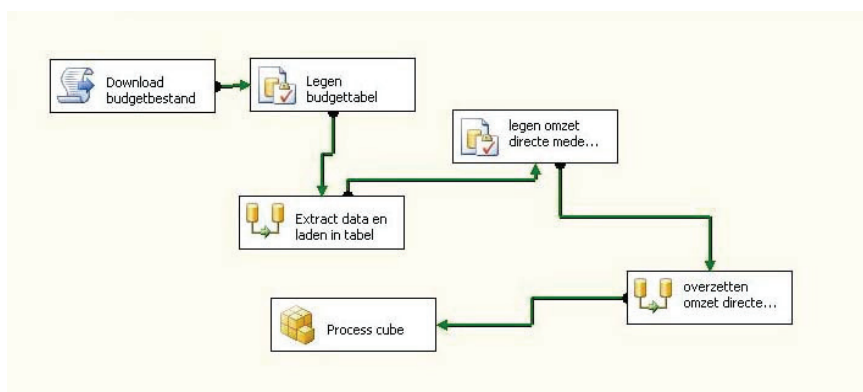 Download
budgetbestand
Legen
budgettabel
legen omzet
directe mede...
Extract data en
laden in tabel
overzetten
omzet directe...
Process cube